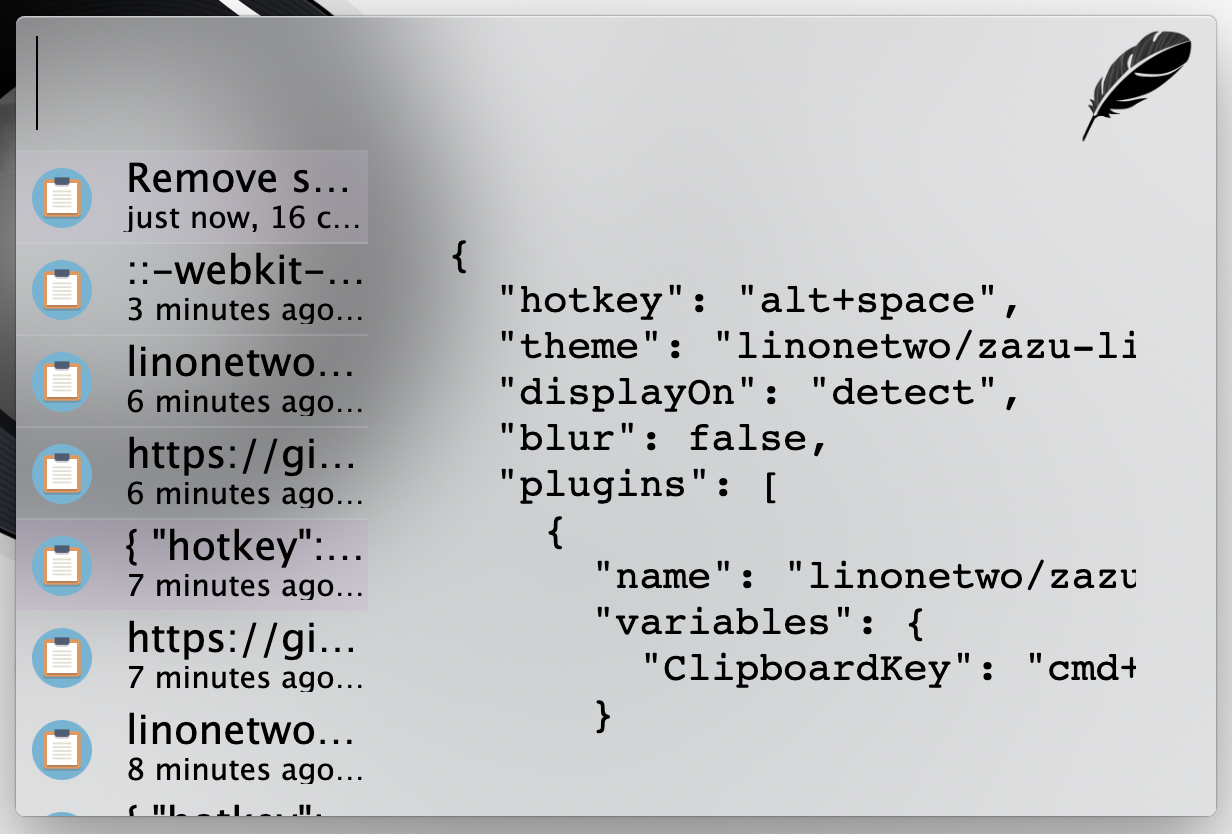 Remove s...
just now, 16 c...
::-webkit-...
3 minutes ago...
linonetwo...
6 minutes ago...
https://gi...
6 minutes ago...
{ "hotkey":...
7 minutes ago...
https://gi...
7 minutes ago...
linonetwo...
8 minutes ago...
{ "hotkey":
{
"hotkey": "alt+space",
"theme": "linonetwo/zazu-li
"displayOn": "detect",
"blur": false,
"plugins": [
{
"name": "linonetwo/zazu
"variables": {
"ClipboardKey": "cmd+
}